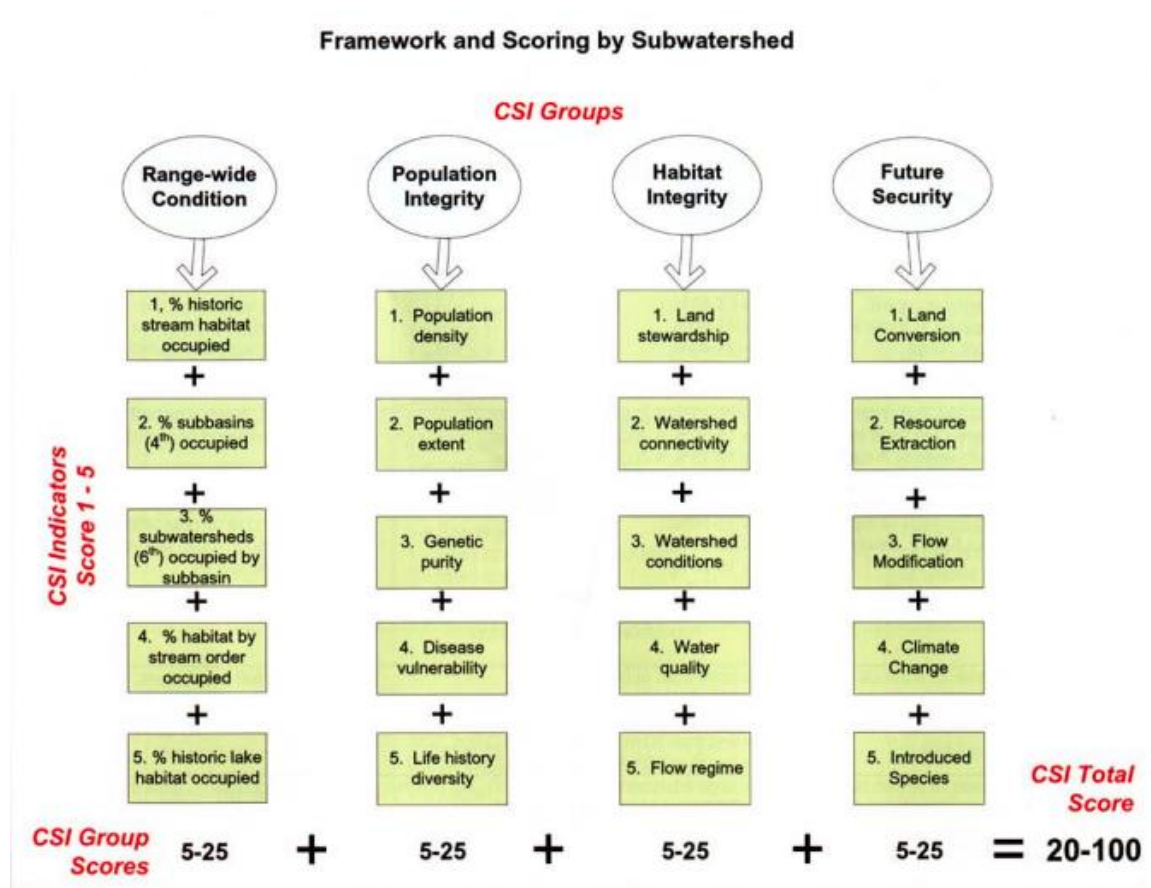 Framework and Scoring by Subwatershed
CSI Groups
Range-wide
Condition
Population
Integrity
Habitat
Integrity
Future
Security
1, % historic
stream habitat
occupied
+
2. % subbasins
(4th) occupied
+
3. %
subwatersheds
(6th) occupied by
subbasin
+
4. % habitat by
stream order
occupied
+
5. % historic lake
habitat occupied
1. Population
density
+
2. Population
extent
+
3. Genetic
purity
+
4. Disease
vulnerability
+
5. Life history
diversity
1. Land
stewardship
+
2. Watershed
connectivity
+
3. Watershed
conditions
+
4. Water
quality
+
5. Flow regime
1. Land
Conversion
+
2. Resource
Extraction
+
3. Flow
Modification
+
4. Climate
Change
+
5. Introduced
Species
CSI Indicators
Score 1 - 5
CSI Total
Score
CSI Group
Scores
5-25 + 5-25 + 5-25 + 5-25 = 20-100